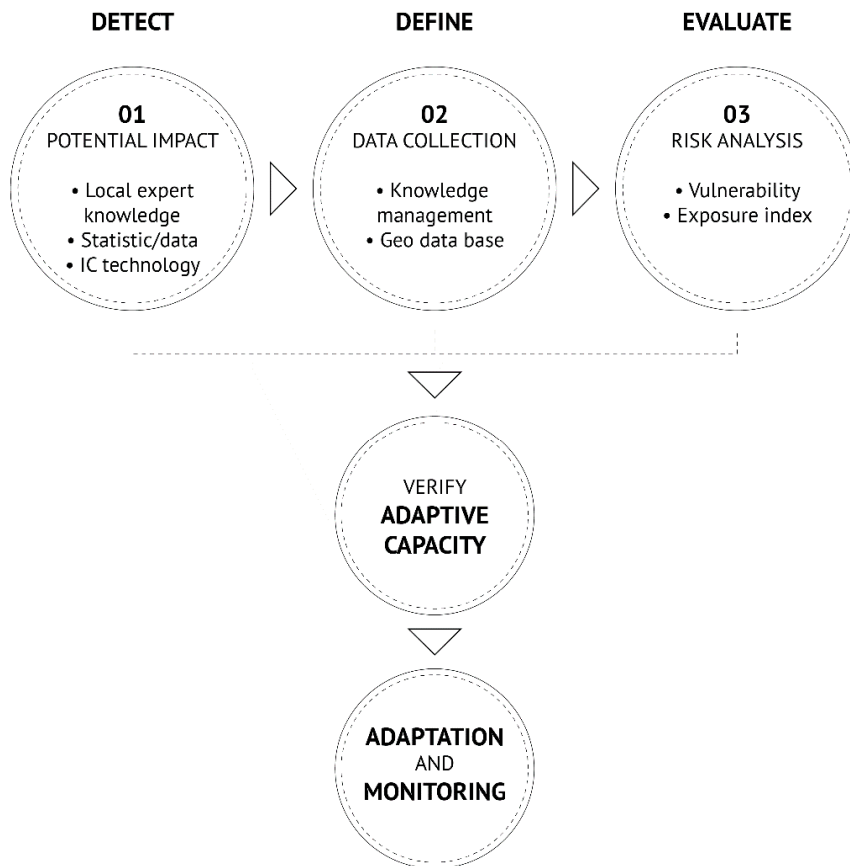 DETECT
DEFINE
EVALUATE
01
POTENTIAL IMPACT
• Local expert
knowledge
• Statistic/data
• IC technology
02
DATA COLLECTION
• Knowledge
management
• Geo data base
03
RISK ANALYSIS
• Vulnerability
• Exposure index
VERIFY
ADAPTIVE
CAPACITY
ADAPTATION
AND
MONITORING